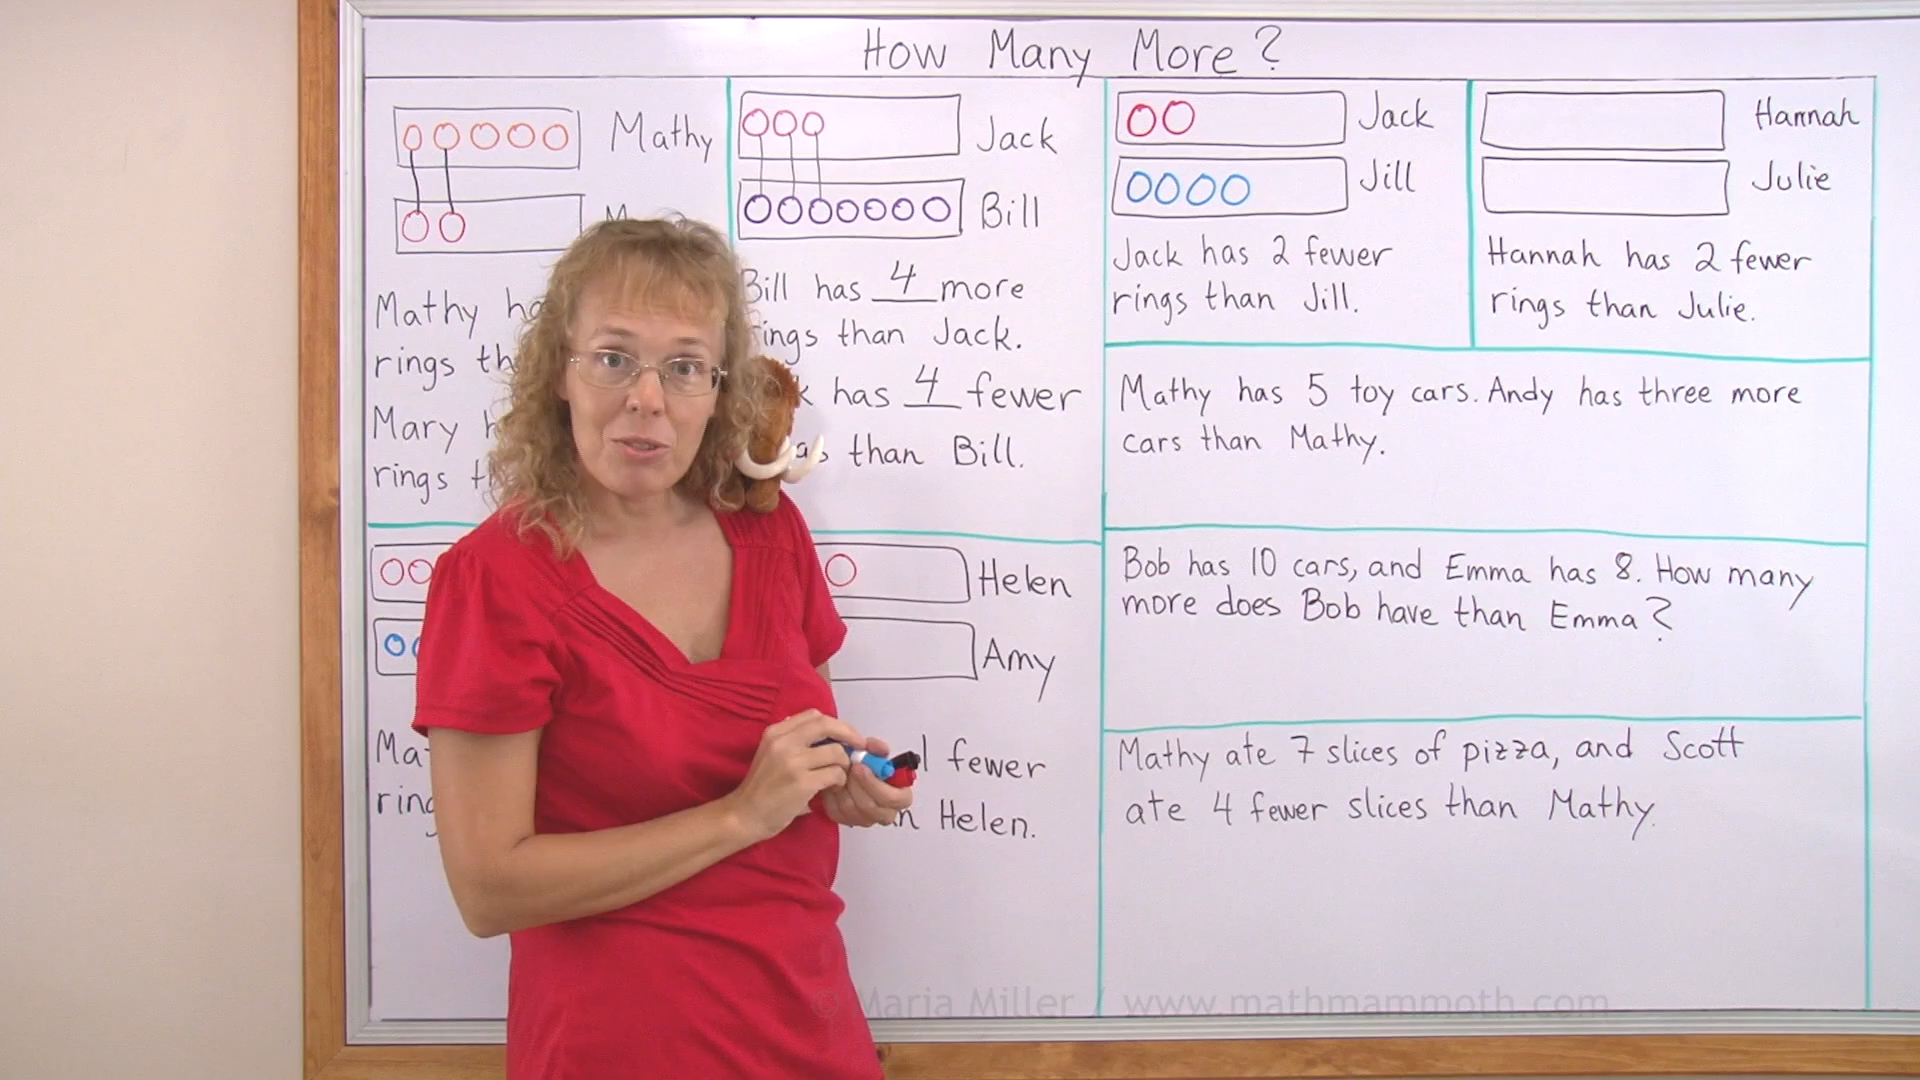 How Many More?
Mathy
Mathy
rings
Mary
rings
Jack
Bill
Bill has 4 more
rings than Jack.
has 4 fewer
than Bill.
Jack
Jill
Jack has 2 fewer
rings than Jill.
Hannah
Julie
Hannah has 2 fewer
rings than Julie.
Mathy has 5 toy cars. Andy has three more
cars than Mathy.
Helen
Amy
fewer
Helen.
Bob has 10 cars, and Emma has 8. How many
more does Bob have than Emma?
Mathy ate 7 slices of pizza, and Scott
ate 4 fewer slices than Mathy.
© Maria Miller / www.mathmammoth.com